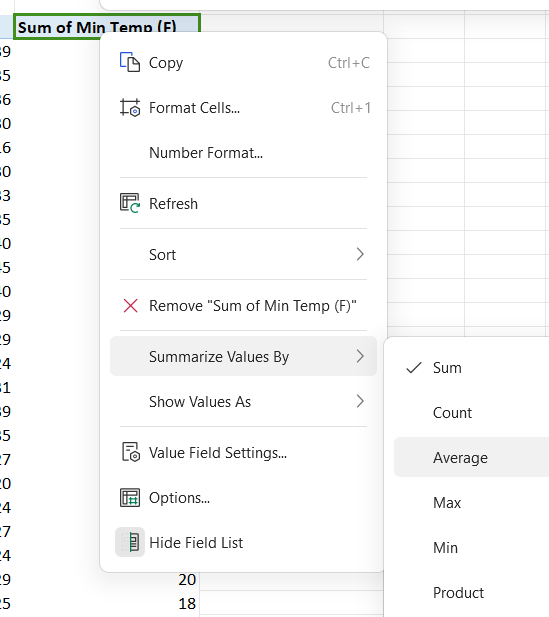 Sum of Min Temp (F)
39
35
36
30
16
30
33
35
40
45
40
29
29
24
31
39
35
27
20
24
27
24
29 20
25 18
Copy Ctrl+C
Format Cells... Ctrl+1
Number Format...
Refresh
Sort
Remove "Sum of Min Temp (F)"
Summarize Values By
Show Values As
Value Field Settings...
Options...
Hide Field List
Sum
Count
Average
Max
Min
Product